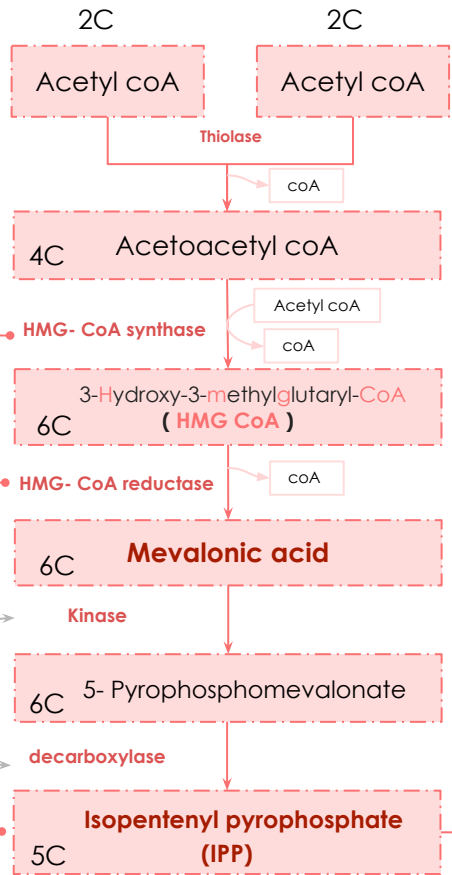 2C 2C
Acetyl coA Acetyl coA
Thiolase
coA
Acetoacetyl coA
4C
Acetyl coA
HMG- CoA synthase
coA
3-Hydroxy-3-methylglutaryl-CoA
( HMG CoA )
6C
HMG- CoA reductase
coA
Mevalonic acid
6C
Kinase
5- Pyrophosphomevalonate
6C
decarboxylase
Isopentenyl pyrophosphate
(IPP)
5C